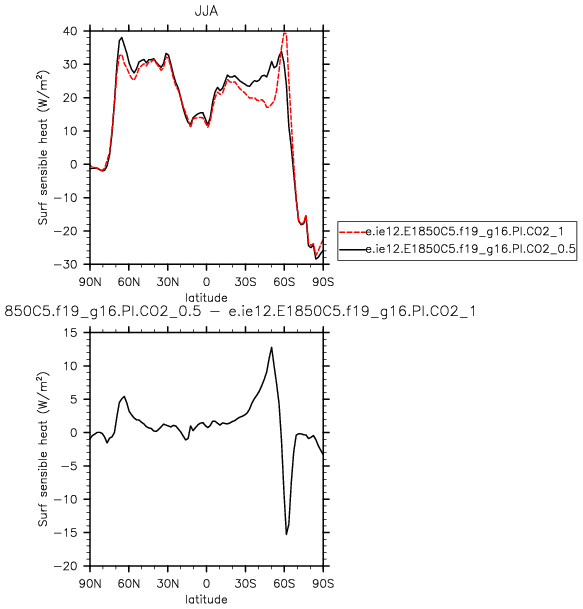 JJA
40
30
20
10
0
−10
−20
−30
Surf sensible heat (W/m²)
90N 60N 30N 0 30S 60S 90S
latitude
e.ie12.E1850C5.f19_g16.PI.CO2_1
e.ie12.E1850C5.f19_g16.PI.CO2_0.5
850C5.f19_g16.PI.CO2_0.5 − e.ie12.E1850C5.f19_g16.PI.CO2_1
15
10
5
0
−5
−10
−15
−20
Surf sensible heat (W/m²)
90N 60N 30N 0 30S 60S 90S
latitude